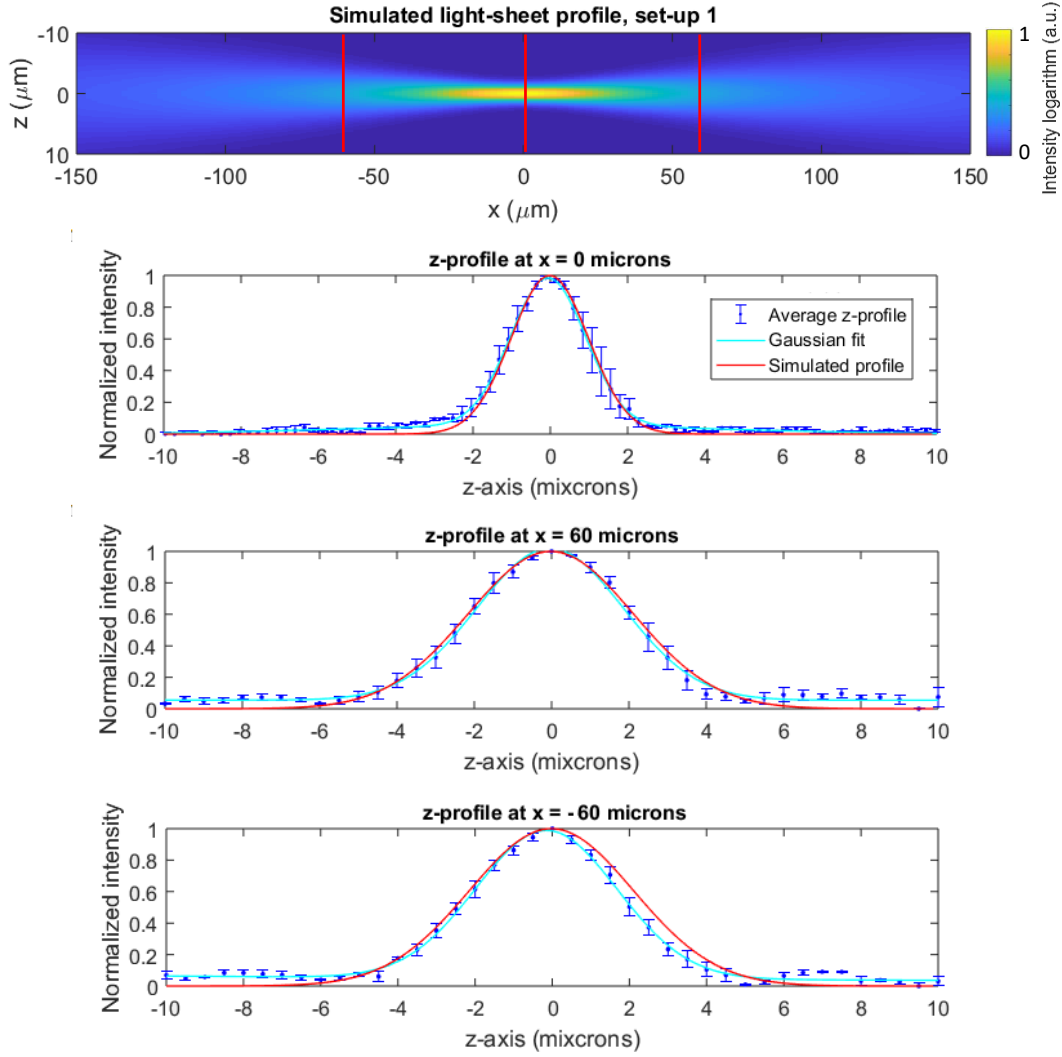 Simulated light-sheet profile, set-up 1
-10
0
10
z (μm)
-150 -100 -50 0 50 100 150
x (μm)
1
0
Intensity logarithm (a.u.)
z-profile at x = 0 microns
1
0.8
0.6
0.4
0.2
0
Normalized intensity
Average z-profile
Gaussian fit
Simulated profile
-10 -8 -6 -4 -2 0 2 4 6 8 10
z-axis (mixcrons)
z-profile at x = 60 microns
1
0.8
0.6
0.4
0.2
0
Normalized intensity
-10 -8 -6 -4 -2 0 2 4 6 8 10
z-axis (mixcrons)
z-profile at x = -60 microns
1
0.8
0.6
0.4
0.2
0
Normalized intensity
-10 -8 -6 -4 -2 0 2 4 6 8 10
z-axis (mixcrons)